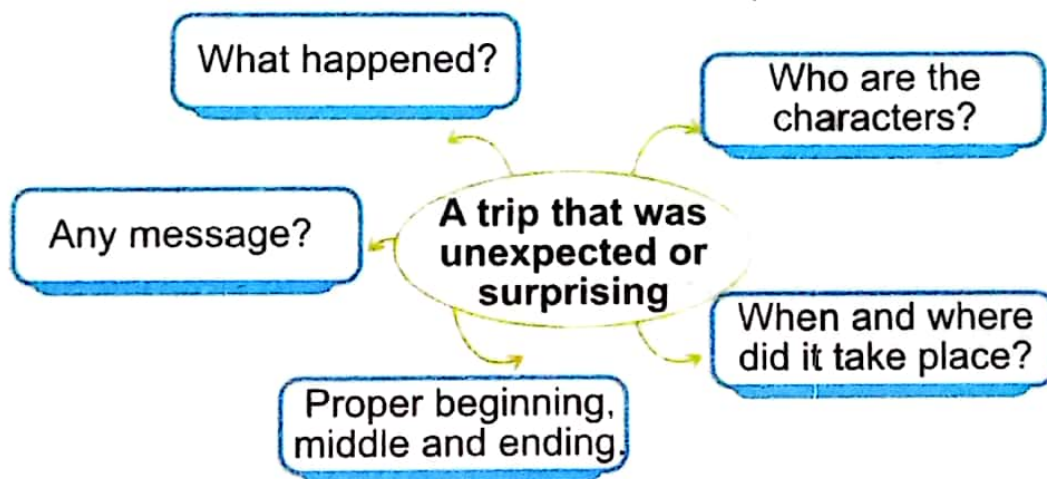 What happened?
Who are the
characters?
A trip that was
unexpected or
surprising
Any message?
When and where
did it take place?
Proper beginning,
middle and ending.